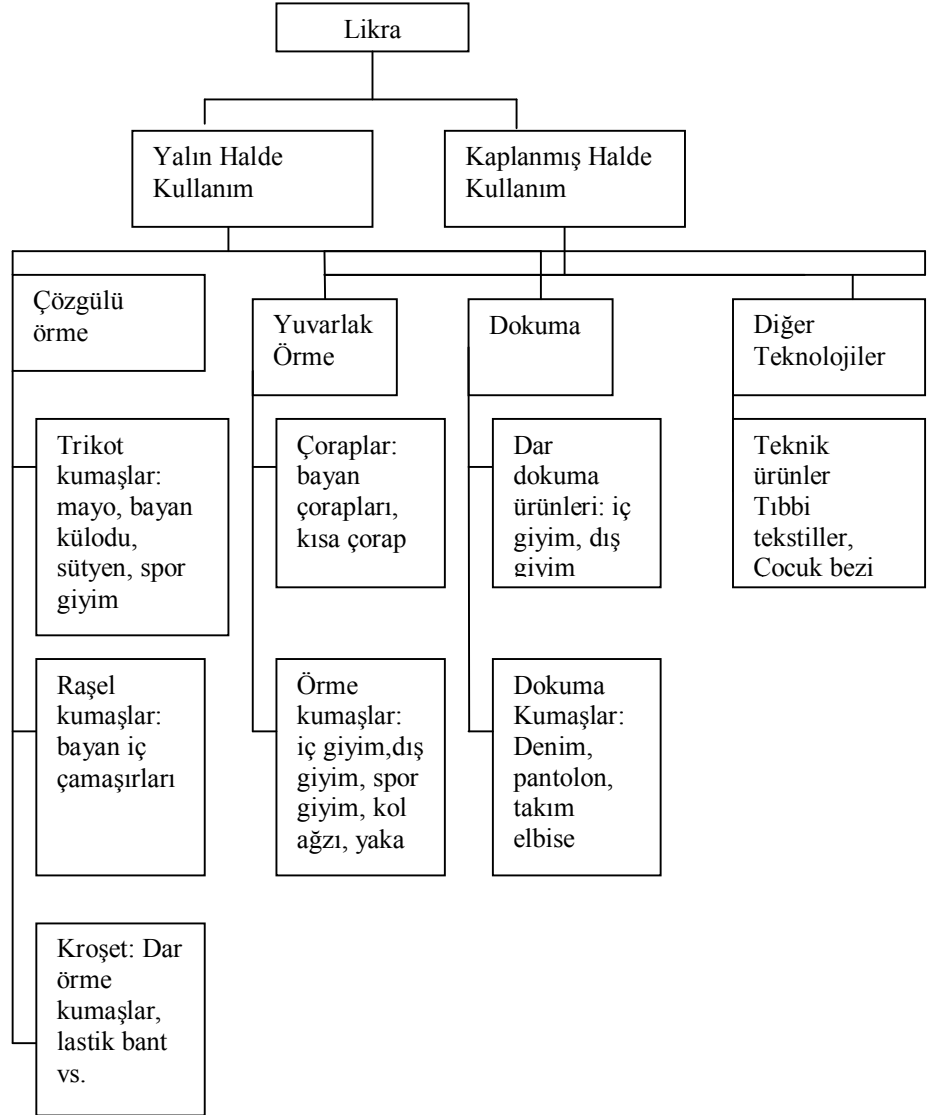 Likra
Yalın Halde
Kullanım
Kaplanmış Halde
Kullanım
Çözgülü
örme
Yuvarlak
Örme
Dokuma
Diğer
Teknolojiler
Trikot
kumaşlar:
mayo, bayan
külodu,
sütyen, spor
giyim
Çoraplar:
bayan
çorapları,
kısa çorap
Dar
dokuma
ürünleri: iç
giyim, dış
giyim
Teknik
ürünler
Tıbbi
tekstiller,
Cocuk bezi
Raşel
kumaşlar:
bayan iç
çamaşırları
Örme
kumaşlar:
iç giyim,dış
giyim, spor
giyim, kol
ağzı, yaka
Dokuma
Kumaşlar:
Denim,
pantolon,
takım
elbise
Kroşet: Dar
örme
kumaşlar,
lastik bant
vs.